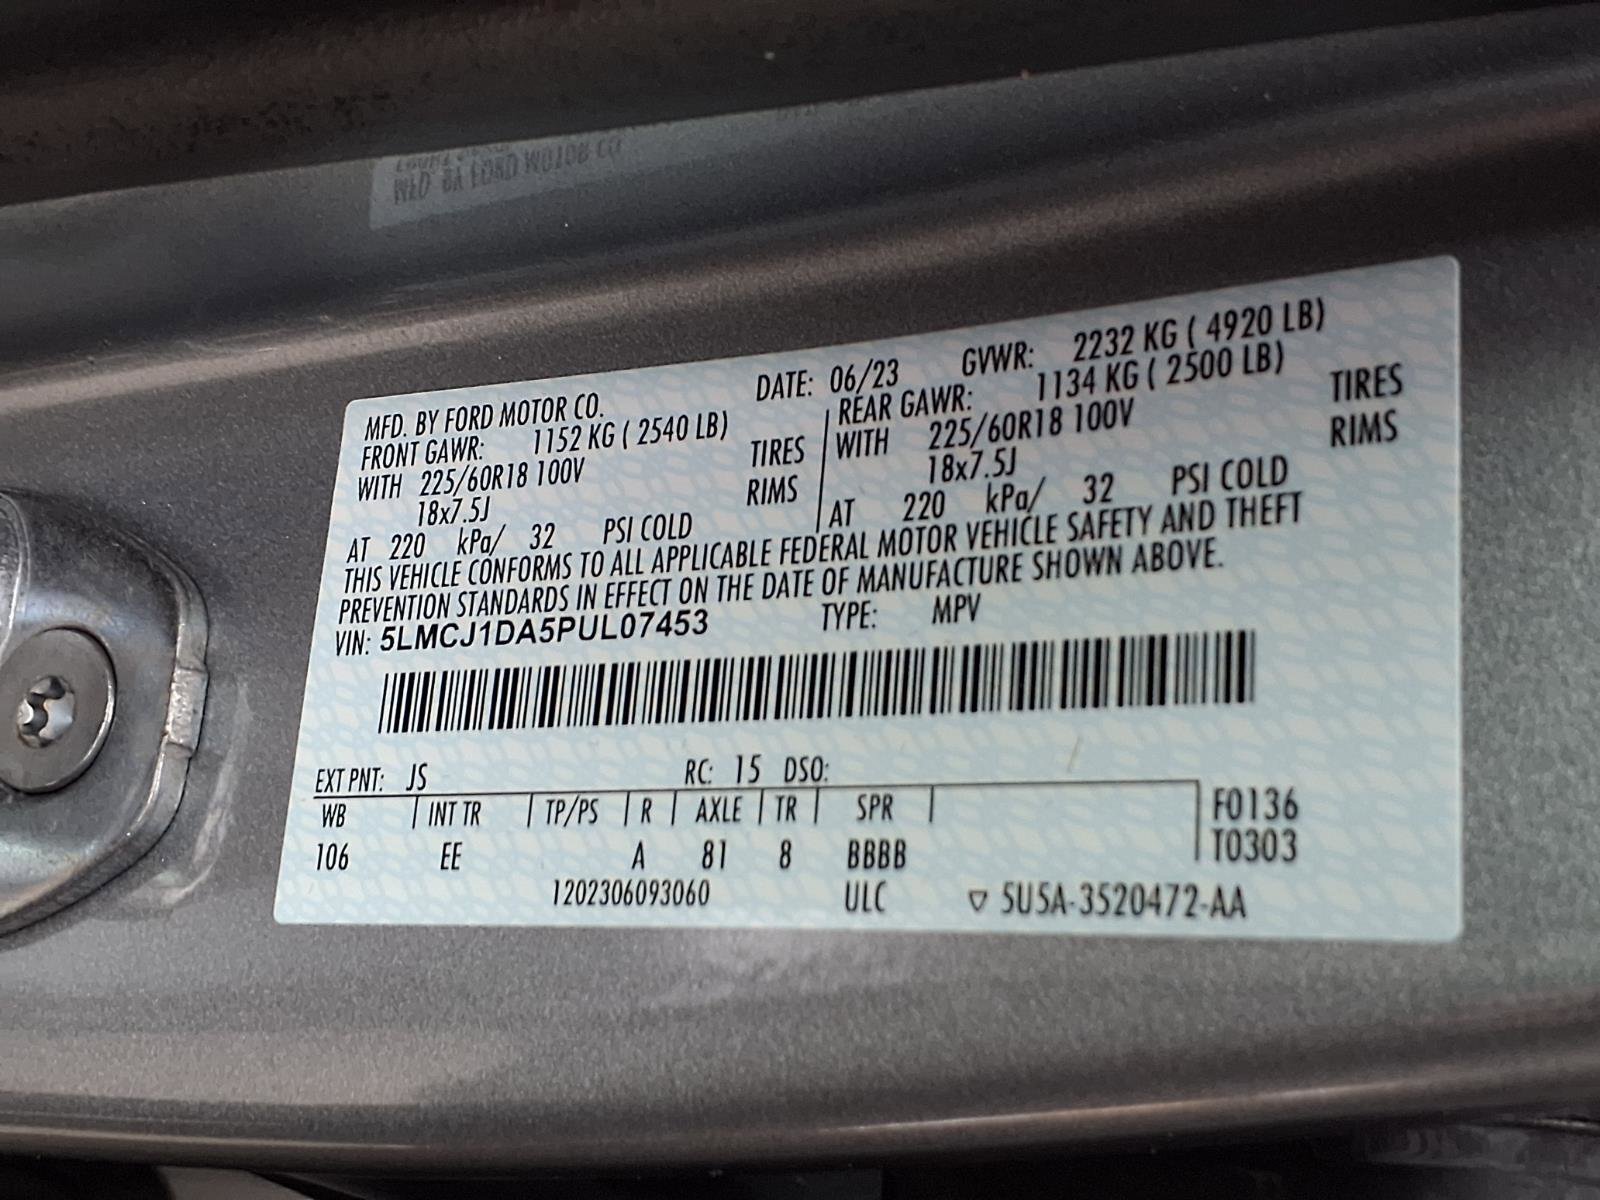 MFD. BY FORD MOTOR CO. DATE: 06/23 GVWR: 2232 KG ( 4920 LB)
FRONT GAWR: 1152 KG ( 2540 LB) REAR GAWR: 1134 KG ( 2500 LB)
WITH 225/60R18 100V TIRES WITH 225/60R18 100V TIRES
18x7.5J RIMS 18x7.5J RIMS
AT 220 kPa/ 32 PSI COLD AT 220 kPa/ 32 PSI COLD
THIS VEHICLE CONFORMS TO ALL APPLICABLE FEDERAL MOTOR VEHICLE SAFETY AND THEFT
PREVENTION STANDARDS IN EFFECT ON THE DATE OF MANUFACTURE SHOWN ABOVE.
VIN: 5LMCJ1DA5PUL07453 TYPE: MPV
EXT PNT: JS RC: 15 DSO:
WB INT TR TP/PS R AXLE TR SPR F0136
106 EE A 81 8 BBBB T0303
1202306093060 ULC ▽ 5U5A-3520472-AA